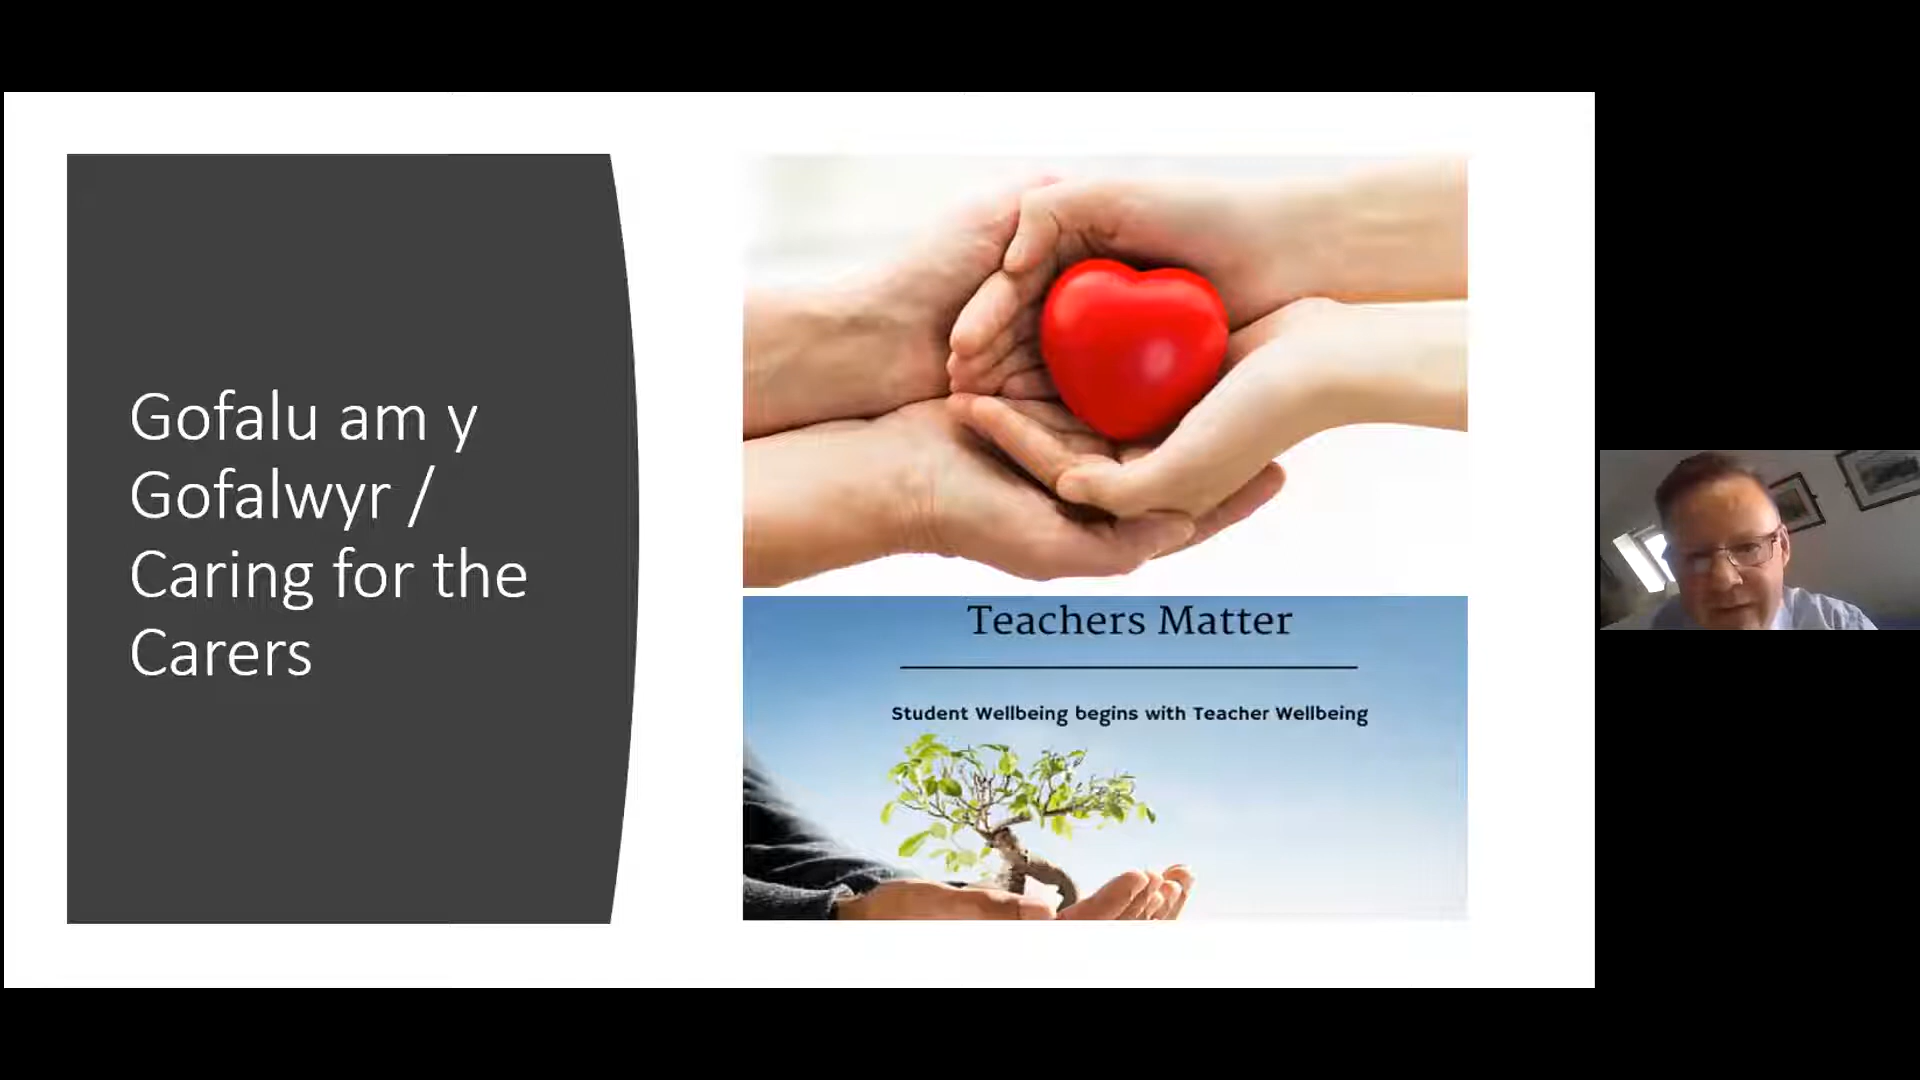 Gofalu am y
Gofalwyr /
Caring for the
Carers
Teachers Matter
Student Wellbeing begins with Teacher Wellbeing